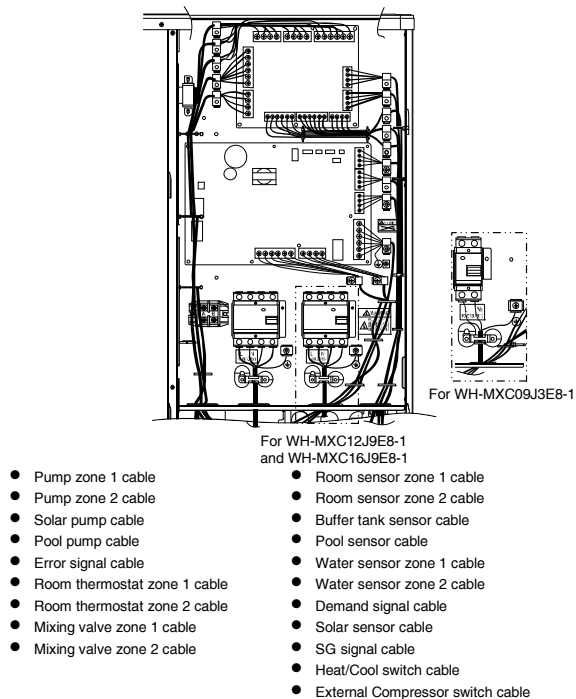 For WH-MXC09J3E8-1
For WH-MXC12J9E8-1
and WH-MXC16J9E8-1
● Pump zone 1 cable
● Pump zone 2 cable
● Solar pump cable
● Pool pump cable
● Error signal cable
● Room thermostat zone 1 cable
● Room thermostat zone 2 cable
● Mixing valve zone 1 cable
● Mixing valve zone 2 cable
● Room sensor zone 1 cable
● Room sensor zone 2 cable
● Buffer tank sensor cable
● Pool sensor cable
● Water sensor zone 1 cable
● Water sensor zone 2 cable
● Demand signal cable
● Solar sensor cable
● SG signal cable
● Heat/Cool switch cable
● External Compressor switch cable